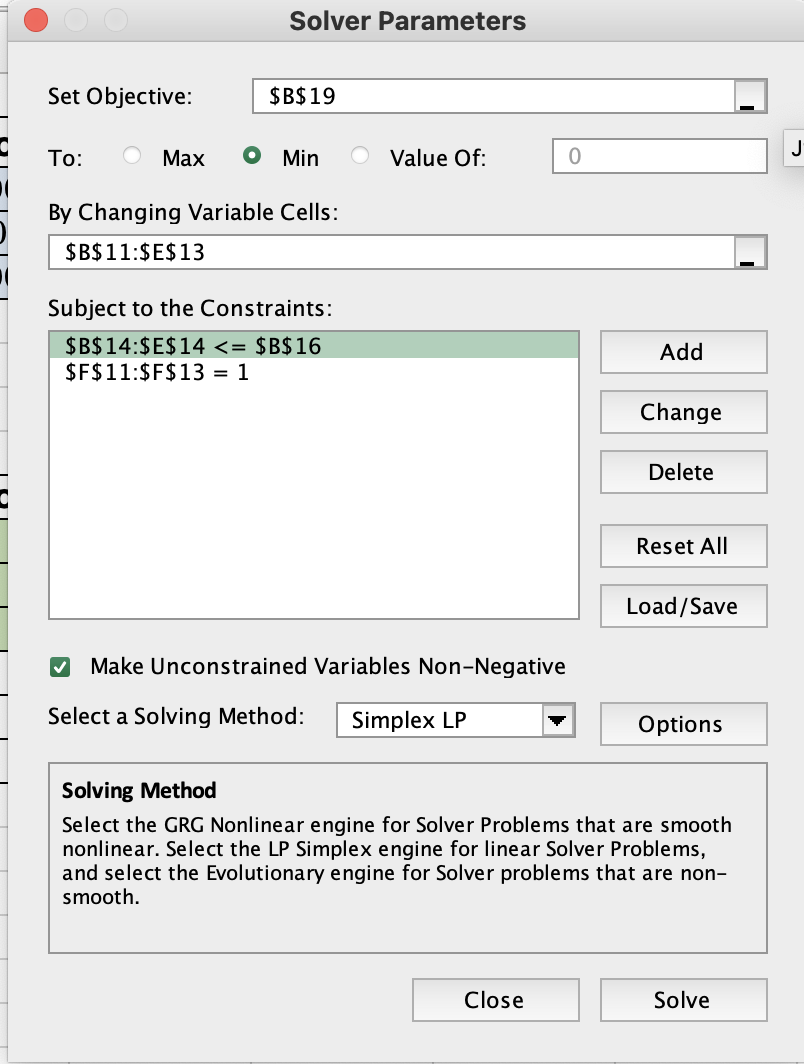 Solver Parameters
Set Objective:
$B$19
To:
Max
Min
Value Of:
0
By Changing Variable Cells:
$B$11:$E$13
Subject to the Constraints:
$B$14:$E$14 <= $B$16
$F$11:$F$13 = 1
Add
Change
Delete
Reset All
Load/Save
Make Unconstrained Variables Non-Negative
Select a Solving Method:
Simplex LP
Options
Solving Method
Select the GRG Nonlinear engine for Solver Problems that are smooth
nonlinear. Select the LP Simplex engine for linear Solver Problems,
and select the Evolutionary engine for Solver problems that are non-
smooth.
Close
Solve